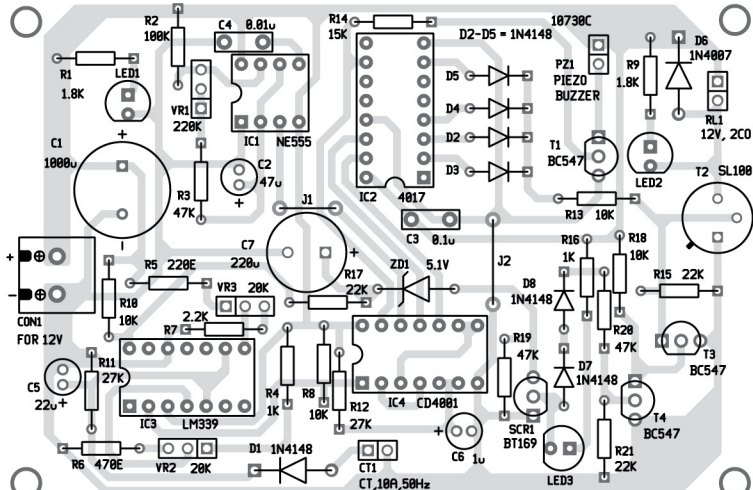 R2
100K
C4 0.01u
R14
15K
D2-D5 = 1N4148
10730C
D6
1N4007
PZ1
PIEZO
BUZZER
R9
1.8K
R1
1.8K
LED1
VR1
220K
IC1 NE555
D5
D4
D2
D3
RL1
12V, 2CO
C1
1000u
+
-
T1
BC547
LED2
T2 SL100
C2
47u
+
R3
47K
IC2 4017
R13 10K
J1
C3 0.1u
C7
220u
+
J2
R16
1K
R18
10K
+
-
CON1
FOR 12V
R5 220E
R10
10K
VR3 20K
R17
22K
ZD1 5.1V
D8
1N4148
R15 22K
R7 2.2K
R20
47K
R19
47K
T3
BC547
R11
27K
C5
22u
+
IC3 LM339
R4
1K
R8
10K
R12
27K
IC4 CD4001
D7
1N4148
SCR1
BT169
T4
BC547
R6 470E
VR2 20K
D1 1N4148
CT1
CT,10A,50Hz
+
C6 1u
LED3
R21
22K